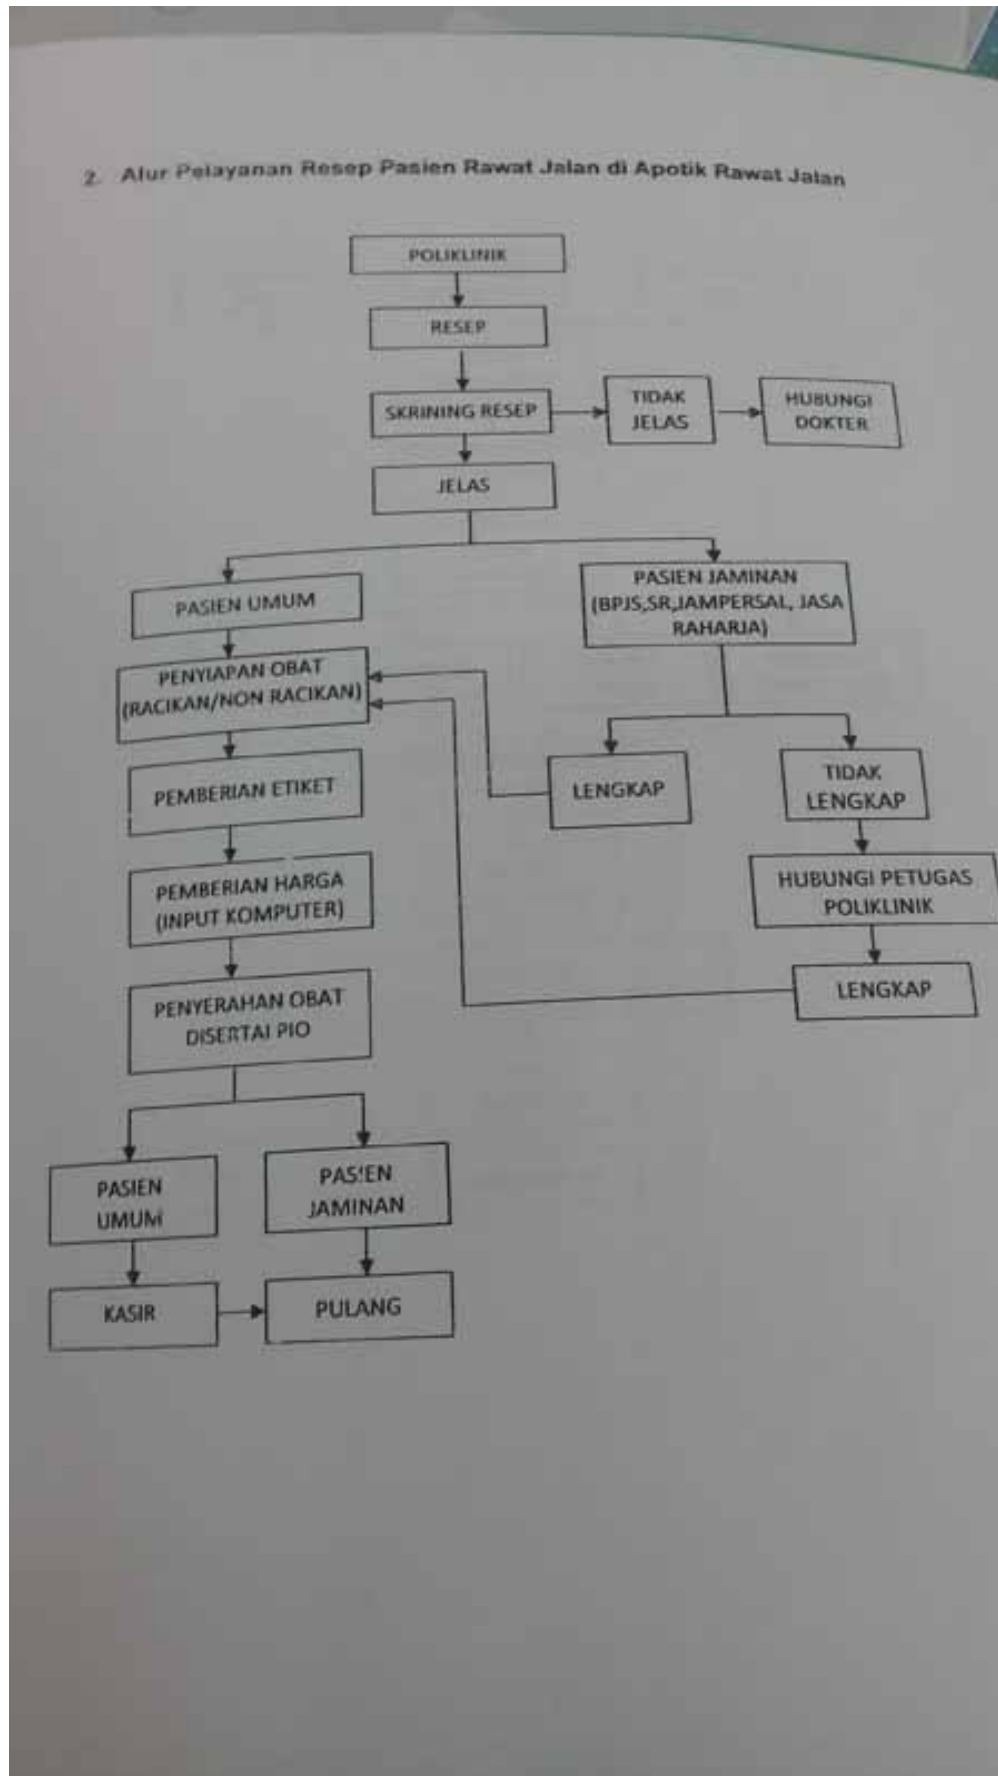 2. Alur Pelayanan Resep Pasien Rawat Jalan di Apotik Rawat Jalan
POLIKLINIK
RESEP
SKRINING RESEP
TIDAK
JELAS
HUBUNGI
DOKTER
JELAS
PASIEN UMUM
PASIEN JAMINAN
(BPJS,SR,JAMPERSAL, JASA
RAHARJA)
PENYIAPAN OBAT
(RACIKAN/NON RACIKAN)
LENGKAP
TIDAK
LENGKAP
PEMBERIAN ETIKET
HUBUNGI PETUGAS
POLIKLINIK
PEMBERIAN HARGA
(INPUT KOMPUTER)
LENGKAP
PENYERAHAN OBAT
DISERTAI PIO
PASIEN
UMUM
PASIEN
JAMINAN
KASIR
PULANG